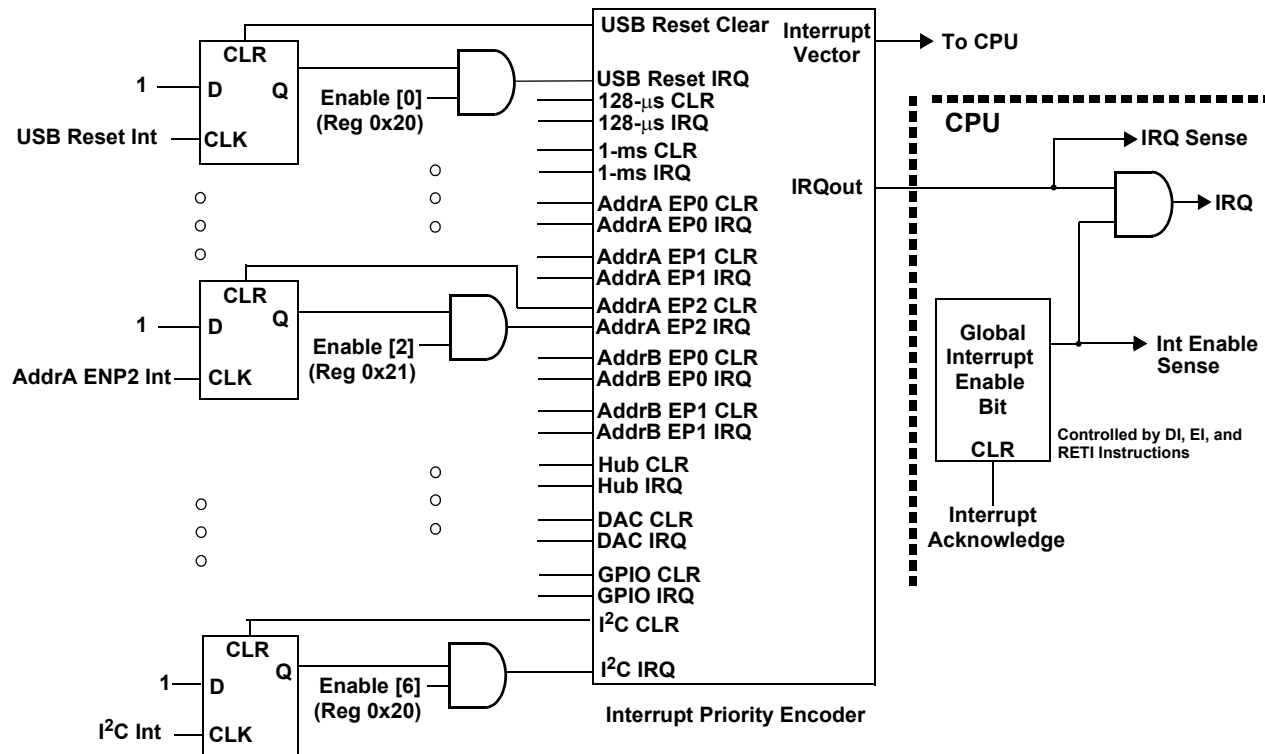 CLR
D
Q
CLK
1
USB Reset Int
Enable [0]
(Reg 0x20)
CLR
D
Q
CLK
1
AddrA ENP2 Int
Enable [2]
(Reg 0x21)
CLR
D
Q
CLK
1
I²C Int
Enable [6]
(Reg 0x20)
USB Reset Clear
USB Reset IRQ
128-μs CLR
128-μs IRQ
1-ms CLR
1-ms IRQ
AddrA EP0 CLR
AddrA EP0 IRQ
AddrA EP1 CLR
AddrA EP1 IRQ
AddrA EP2 CLR
AddrA EP2 IRQ
AddrB EP0 CLR
AddrB EP0 IRQ
AddrB EP1 CLR
AddrB EP1 IRQ
Hub CLR
Hub IRQ
DAC CLR
DAC IRQ
GPIO CLR
GPIO IRQ
I²C CLR
I²C IRQ
Interrupt
Vector
IRQout
Interrupt Priority Encoder
To CPU
CPU
IRQ Sense
IRQ
Global
Interrupt
Enable
Bit
CLR
Int Enable
Sense
Controlled by DI, EI, and
RETI Instructions
Interrupt
Acknowledge